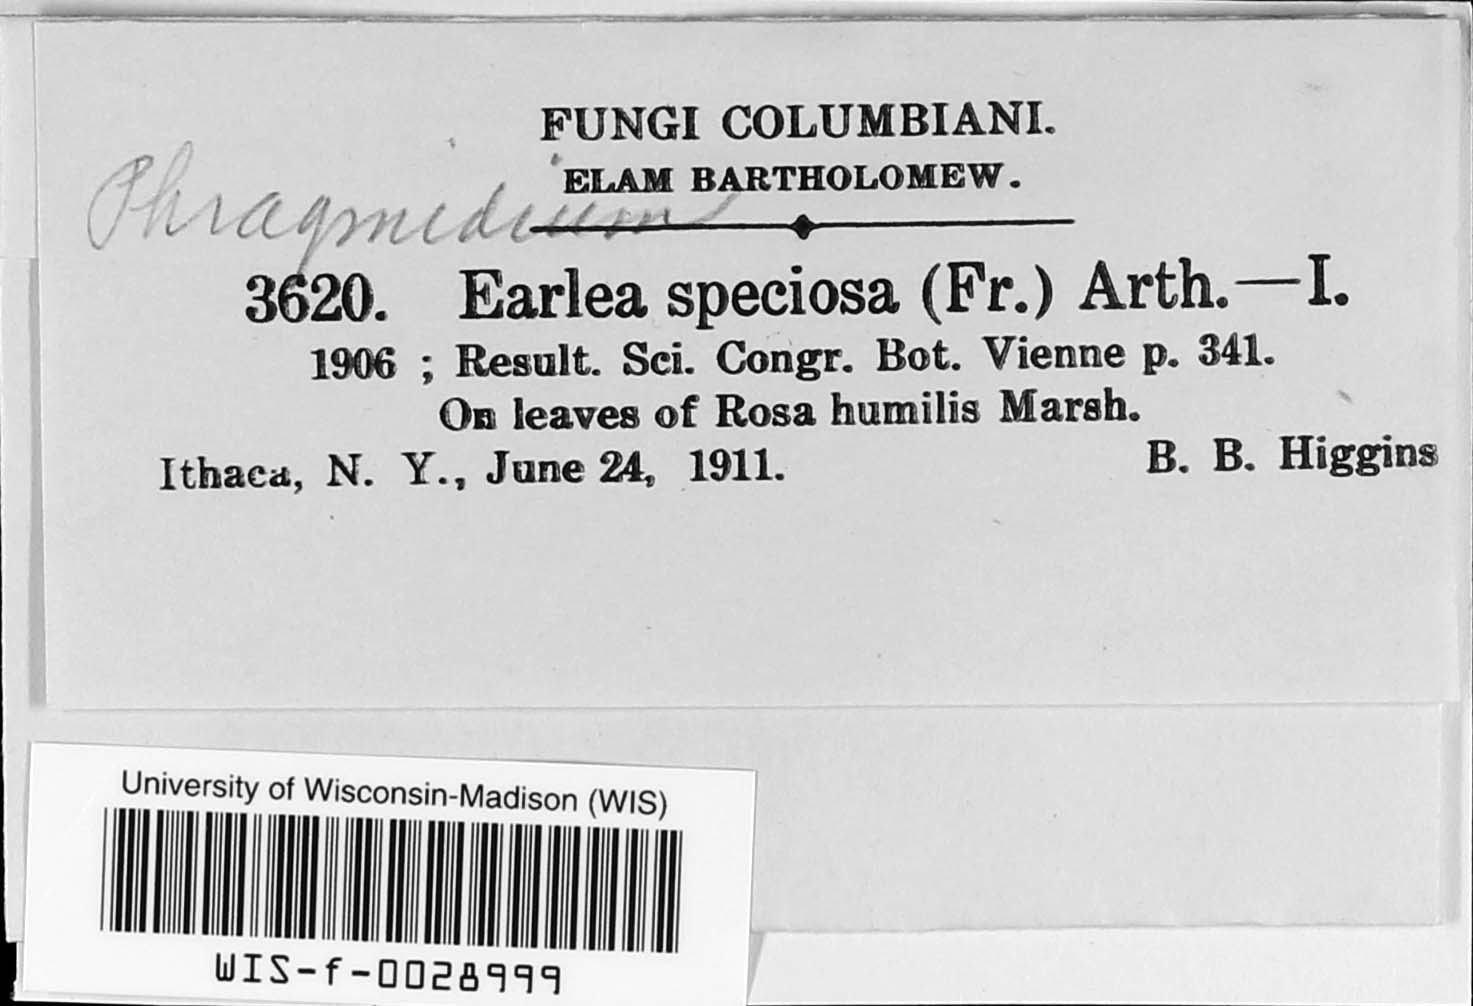 FUNGI COLUMBIANI.
ELAM BARTHOLOMEW.
Phragmidium
3620. Earlea speciosa (Fr.) Arth.—I.
1906 ; Result. Sci. Congr. Bot. Vienne p. 341.
On leaves of Rosa humilis Marsh.
Ithaca, N. Y., June 24, 1911. B. B. Higgins
University of Wisconsin-Madison (WIS)
WIS-f-0028999